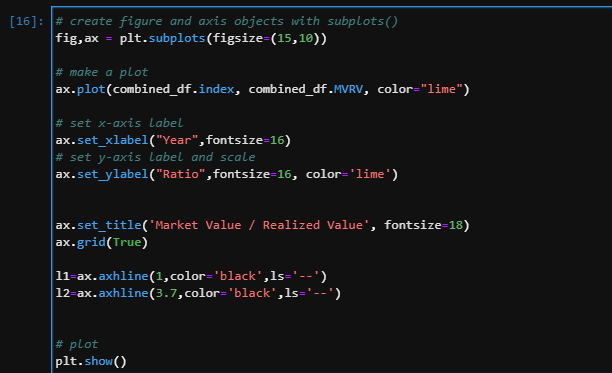 [16]: # create figure and axis objects with subplots()
fig,ax = plt.subplots(figsize=(15,10))
# make a plot
ax.plot(combined_df.index, combined_df.MVRV, color="lime")
# set x-axis label
ax.set_xlabel("Year",fontsize=16)
# set y-axis label and scale
ax.set_ylabel("Ratio",fontsize=16, color='lime')
ax.set_title('Market Value / Realized Value', fontsize=18)
ax.grid(True)
l1=ax.axhline(1,color='black',ls='--')
l2=ax.axhline(3.7,color='black',ls='--')
# plot
plt.show()